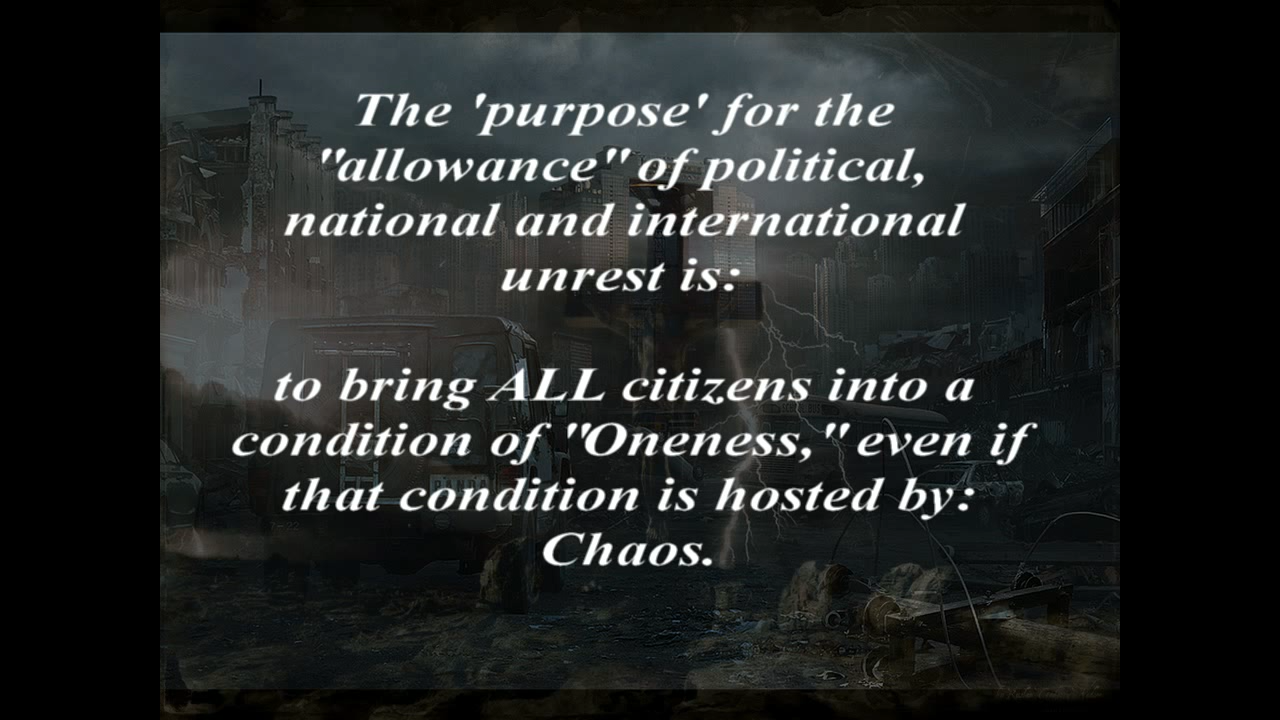 The 'purpose' for the
"allowance" of political,
national and international
unrest is:
to bring ALL citizens into a
condition of "Oneness," even if
that condition is hosted by:
Chaos.